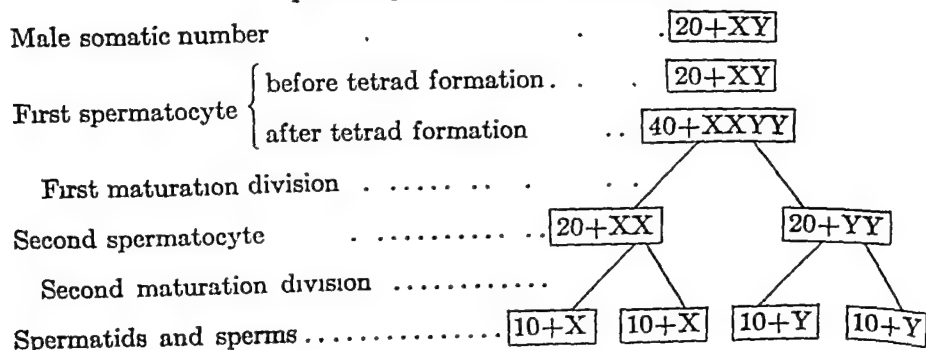 Male somatic number . . . 20+XY
First spermatocyte { before tetrad formation . . . 20+XY
after tetrad formation .. 40+XXYY
First maturation division . ...... .. . . .
Second spermatocyte . .......... .. 20+XX 20+YY
Second maturation division ............
Spermatids and sperms ................ 10+X 10+X 10+Y 10+Y